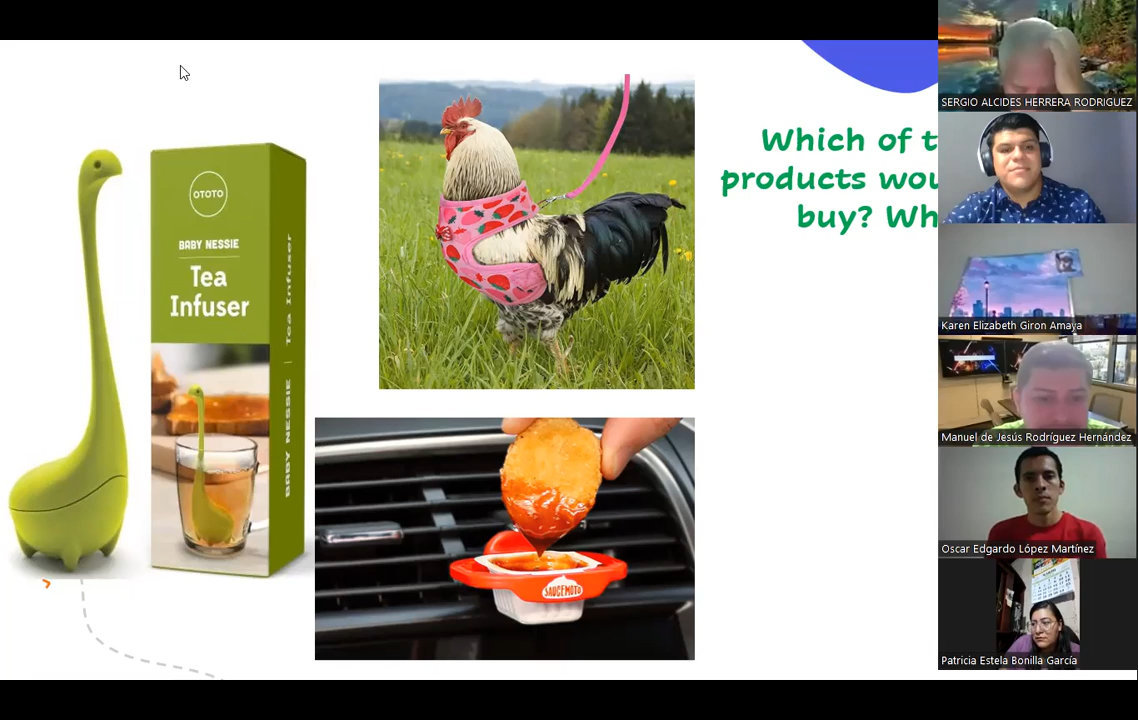 OTOTO
BABY NESSIE
Tea
Infuser
BABY NESSIE | Tea Infuser
Which of t
products wou
buy? Wh
SAUCEMOTO
SERGIO ALCIDES HERRERA RODRIGUEZ
Karen Elizabeth Giron Amaya
Manuel de Jesús Rodríguez Hernández
Oscar Edgardo López Martínez
Patricia Estela Bonilla García